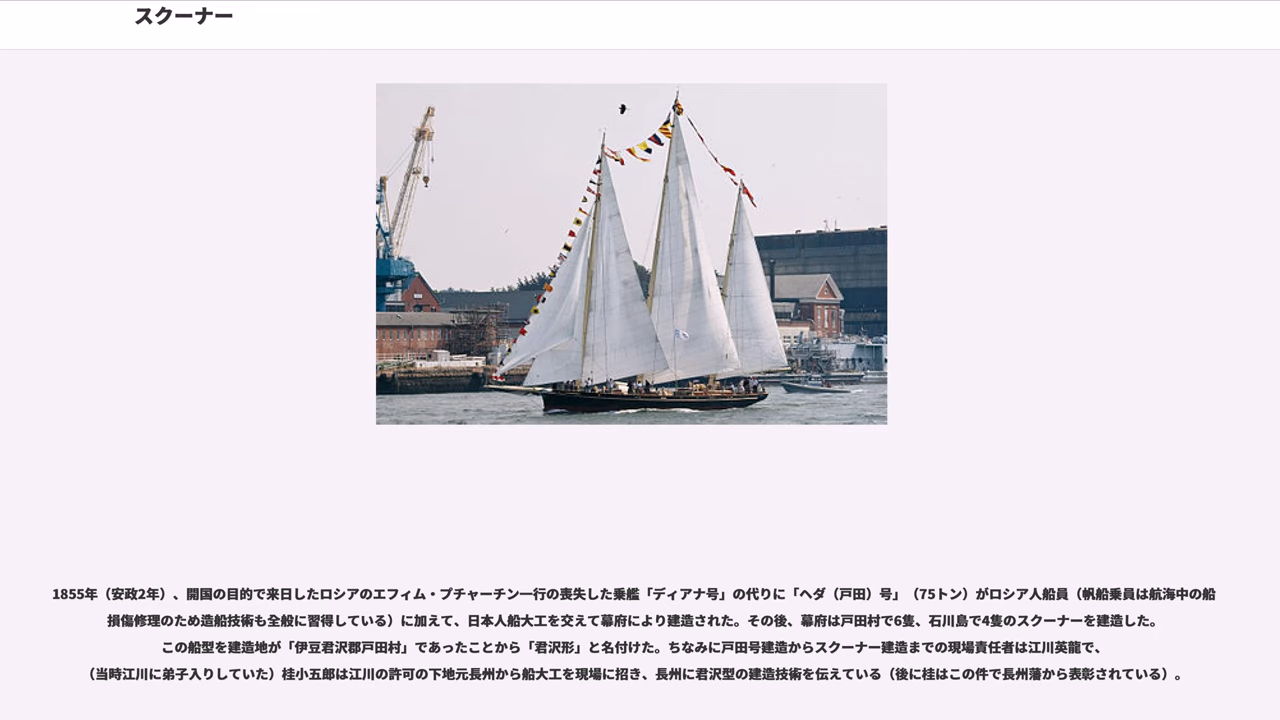 スクーナー
1855年（安政2年）、開国の目的で来日したロシアのエフィム・プチャーチン一行の喪失した乗艦「ディアナ号」の代りに「ヘダ（戸田）号」（75トン）がロシア人船員（帆船乗員は航海中の船
損傷修理のため造船技術も全般に習得している）に加えて、日本人船大工を交えて幕府により建造された。その後、幕府は戸田村で6隻、石川島で4隻のスクーナーを建造した。
この船型を建造地が「伊豆君沢郡戸田村」であったことから「君沢形」と名付けた。ちなみに戸田号建造からスクーナー建造までの現場責任者は江川英龍で、
（当時江川に弟子入りしていた）桂小五郎は江川の許可の下地元長州から船大工を現場に招き、長州に君沢型の建造技術を伝えている（後に桂はこの件で長州藩から表彰されている）。